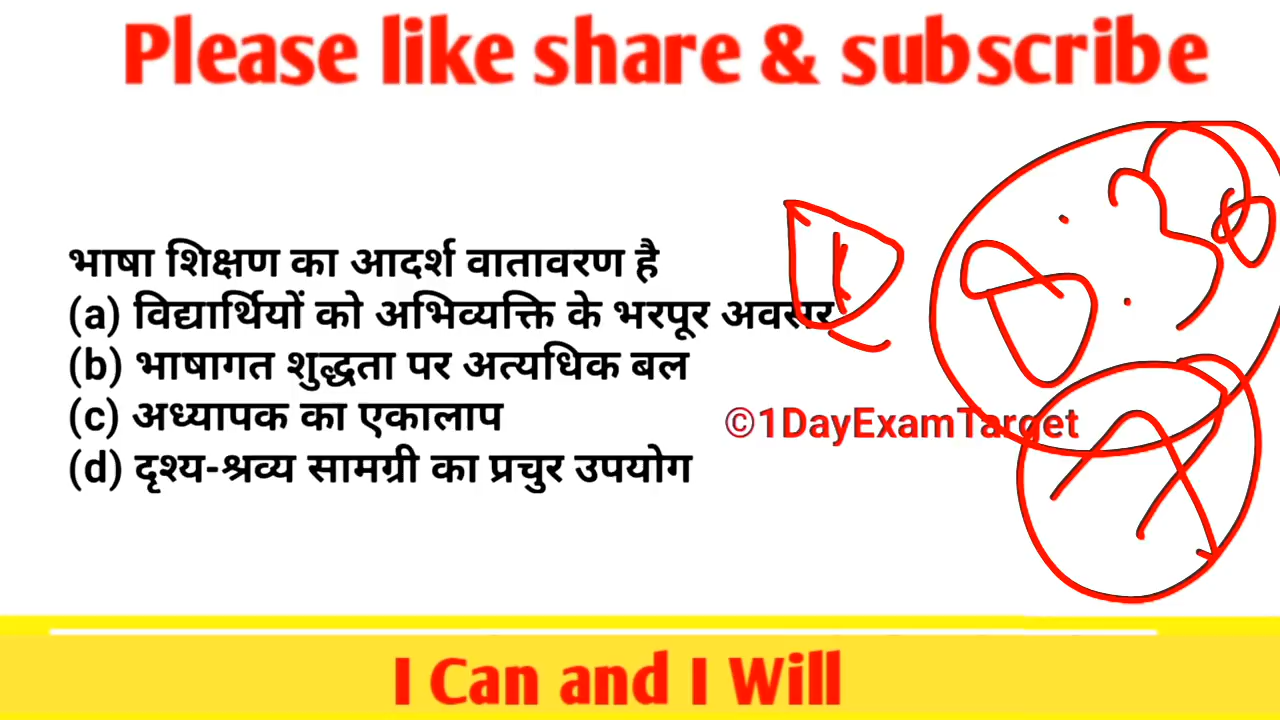 Please like share & subscribe
भाषा शिक्षण का आदर्श वातावरण है
(a) विद्यार्थियों को अभिव्यक्ति के भरपूर अवसर
(b) भाषागत शुद्धता पर अत्यधिक बल
(c) अध्यापक का एकालाप
©1DayExamTarget
(d) दृश्य-श्रव्य सामग्री का प्रचुर उपयोग
I Can and I Will